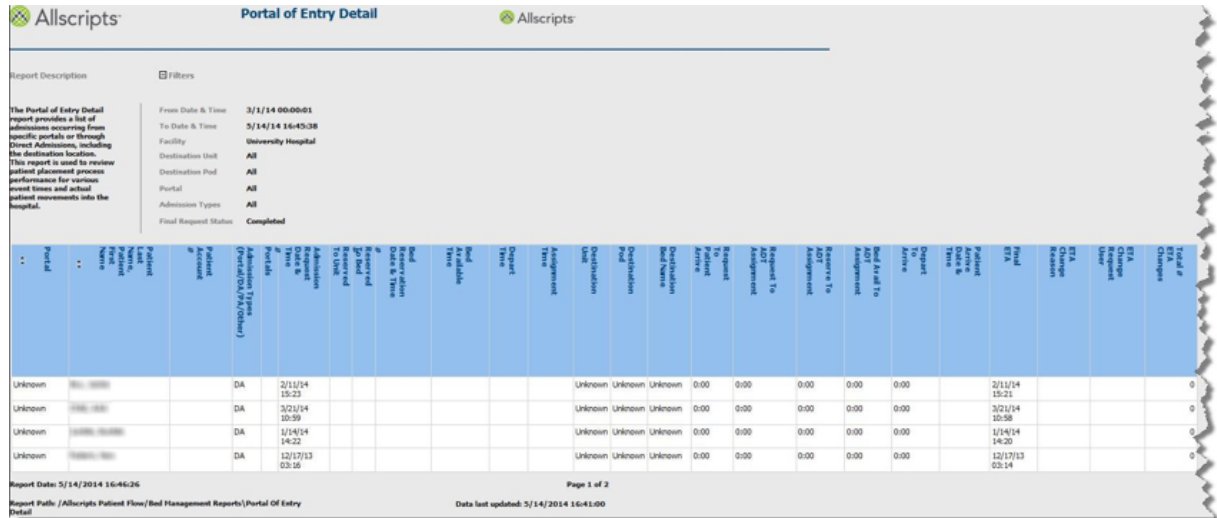 Allscripts
Portal of Entry Detail
Allscripts
Report Description
Filters
The Portal of Entry Detail
report provides a list of
admissions occurring from
specific portals or through
Direct Admissions, including
the destination location.
This report is used to review
patient placement process
performance for various
event times and actual
patient movements into the
hospital.
From Date & Time 3/1/14 00:00:01
To Date & Time 5/14/14 16:45:38
Facility University Hospital
Destination Unit All
Destination Pod All
Portal All
Admission Types All
Final Request Status Completed
Portal
Patient Last Name, Patient First Name
Patient Account #
Admission Types (Portal/DA/PA/Other)
# Portals
Admission Request Date & Time
Reserved To Unit
Reserved To Bed #
Bed Reservation Date & Time
Bed Available Time
Depart Time
Assignment Time
Destination Unit
Destination Pod
Destination Bed Name
Request To Patient Arrive
Request To ADT Assignment
Reserve To ADT Assignment
Bed Avail To ADT Assignment
Depart To Arrive
Patient Arrive Date & Time
Final ETA
ETA Change Reason
ETA Change Request User
Total # ETA Changes
Unknown DA 2/11/14 15:23 Unknown Unknown Unknown 0:00 0:00 0:00 0:00 0:00 2/11/14 15:21 0
Unknown DA 3/21/14 10:59 Unknown Unknown Unknown 0:00 0:00 0:00 0:00 0:00 3/21/14 10:58 0
Unknown DA 1/14/14 14:22 Unknown Unknown Unknown 0:00 0:00 0:00 0:00 0:00 1/14/14 14:20 0
Unknown DA 12/17/13 03:16 Unknown Unknown Unknown 0:00 0:00 0:00 0:00 0:00 12/17/13 03:14 0
Report Date: 5/14/2014 16:46:26
Page 1 of 2
Report Path: /Allscripts Patient Flow/Bed Management Reports\Portal Of Entry
Detail
Data last updated: 5/14/2014 16:41:00